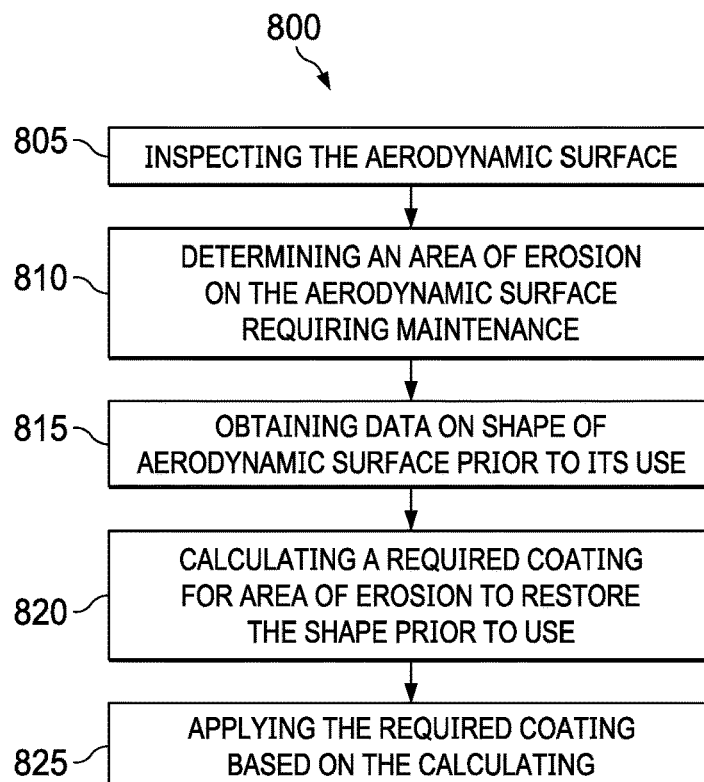 800
805
INSPECTING THE AERODYNAMIC SURFACE
810
DETERMINING AN AREA OF EROSION
ON THE AERODYNAMIC SURFACE
REQUIRING MAINTENANCE
815
OBTAINING DATA ON SHAPE OF
AERODYNAMIC SURFACE PRIOR TO ITS USE
820
CALCULATING A REQUIRED COATING
FOR AREA OF EROSION TO RESTORE
THE SHAPE PRIOR TO USE
825
APPLYING THE REQUIRED COATING
BASED ON THE CALCULATING